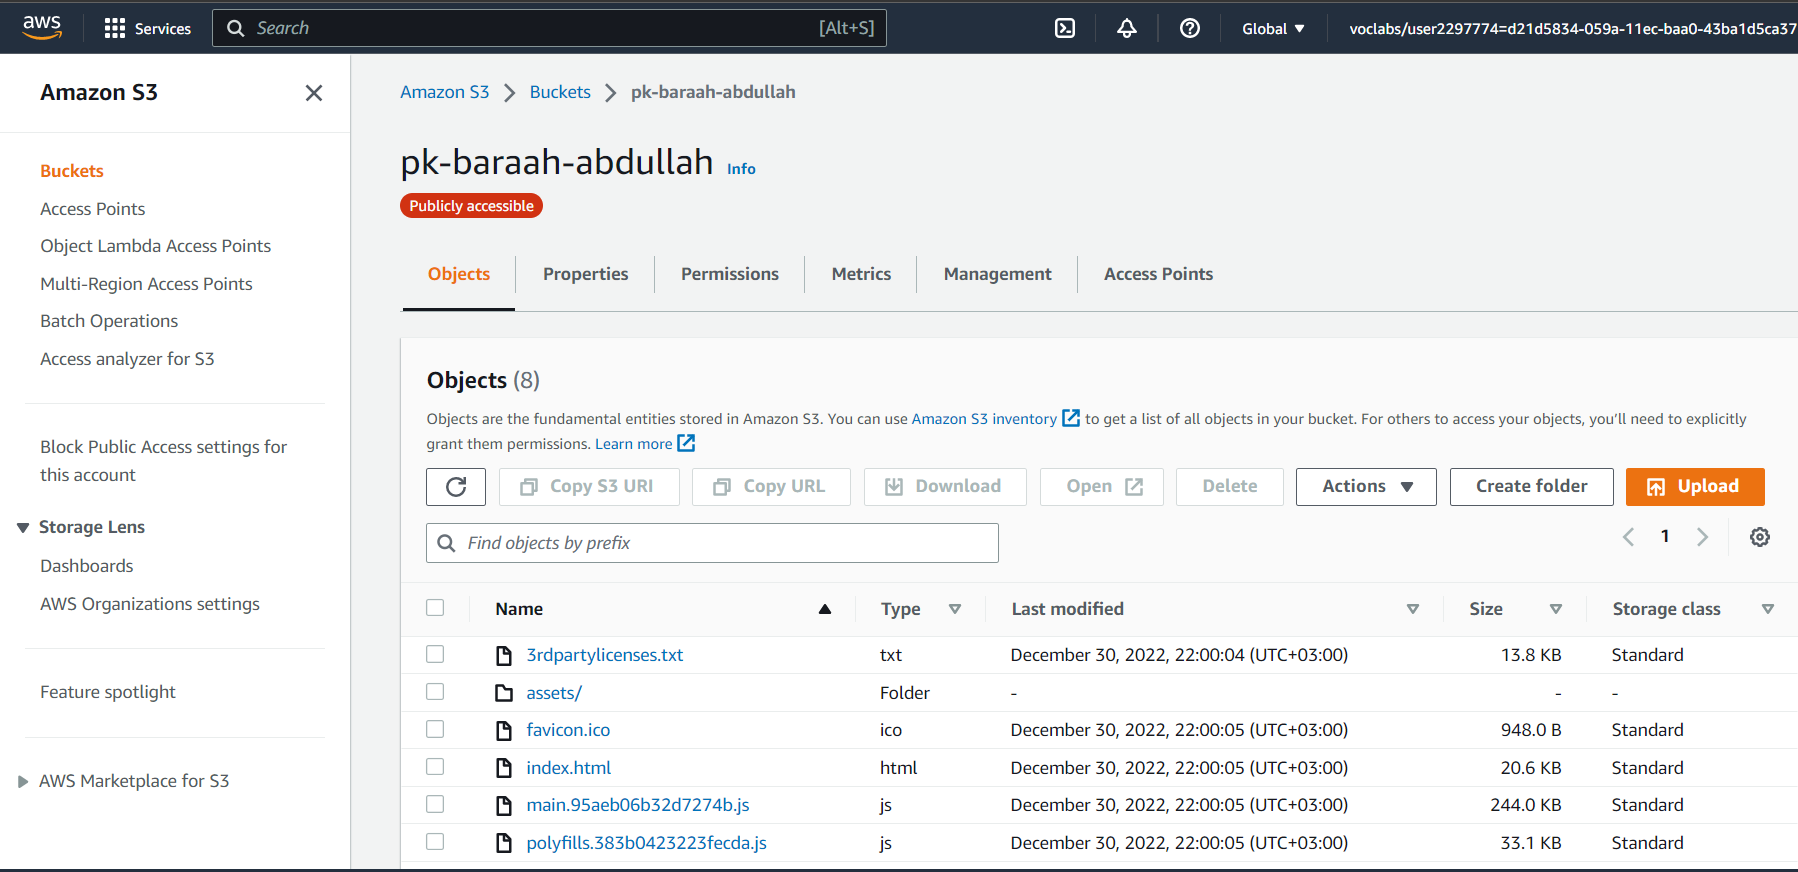 aws Services Search [Alt+S] Global voclabs/user2297774=d21d5834-059a-11ec-baa0-43ba1d5ca37
Amazon S3
Buckets
Access Points
Object Lambda Access Points
Multi-Region Access Points
Batch Operations
Access analyzer for S3
Block Public Access settings for
this account
Storage Lens
Dashboards
AWS Organizations settings
Feature spotlight
AWS Marketplace for S3
Amazon S3 > Buckets > pk-baraah-abdullah
pk-baraah-abdullah Info
Publicly accessible
Objects Properties Permissions Metrics Management Access Points
Objects (8)
Objects are the fundamental entities stored in Amazon S3. You can use Amazon S3 inventory to get a list of all objects in your bucket. For others to access your objects, you'll need to explicitly
grant them permissions. Learn more
Copy S3 URI Copy URL Download Open Delete Actions Create folder Upload
Find objects by prefix 1
Name Type Last modified Size Storage class
3rdpartylicenses.txt txt December 30, 2022, 22:00:04 (UTC+03:00) 13.8 KB Standard
assets/ Folder - - -
favicon.ico ico December 30, 2022, 22:00:05 (UTC+03:00) 948.0 B Standard
index.html html December 30, 2022, 22:00:05 (UTC+03:00) 20.6 KB Standard
main.95aeb06b32d7274b.js js December 30, 2022, 22:00:05 (UTC+03:00) 244.0 KB Standard
polyfills.383b0423223fecda.js js December 30, 2022, 22:00:05 (UTC+03:00) 33.1 KB Standard